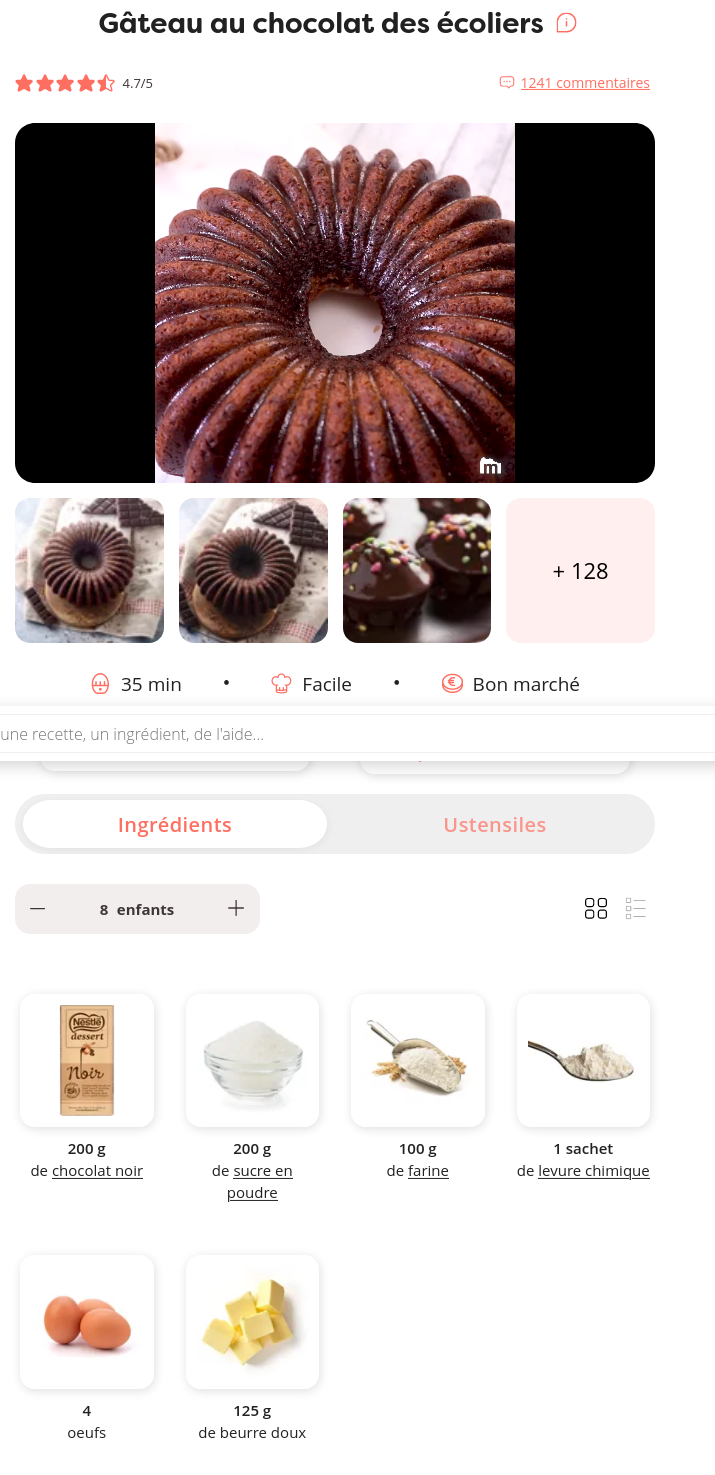 Gâteau au chocolat des écoliers
4.7/5
1241 commentaires
m
+ 128
35 min • Facile • Bon marché
une recette, un ingrédient, de l'aide...
Ingrédients
Ustensiles
8 enfants
Nestlé
dessert
Noir
200 g
de chocolat noir
200 g
de sucre en
poudre
100 g
de farine
1 sachet
de levure chimique
4
oeufs
125 g
de beurre doux